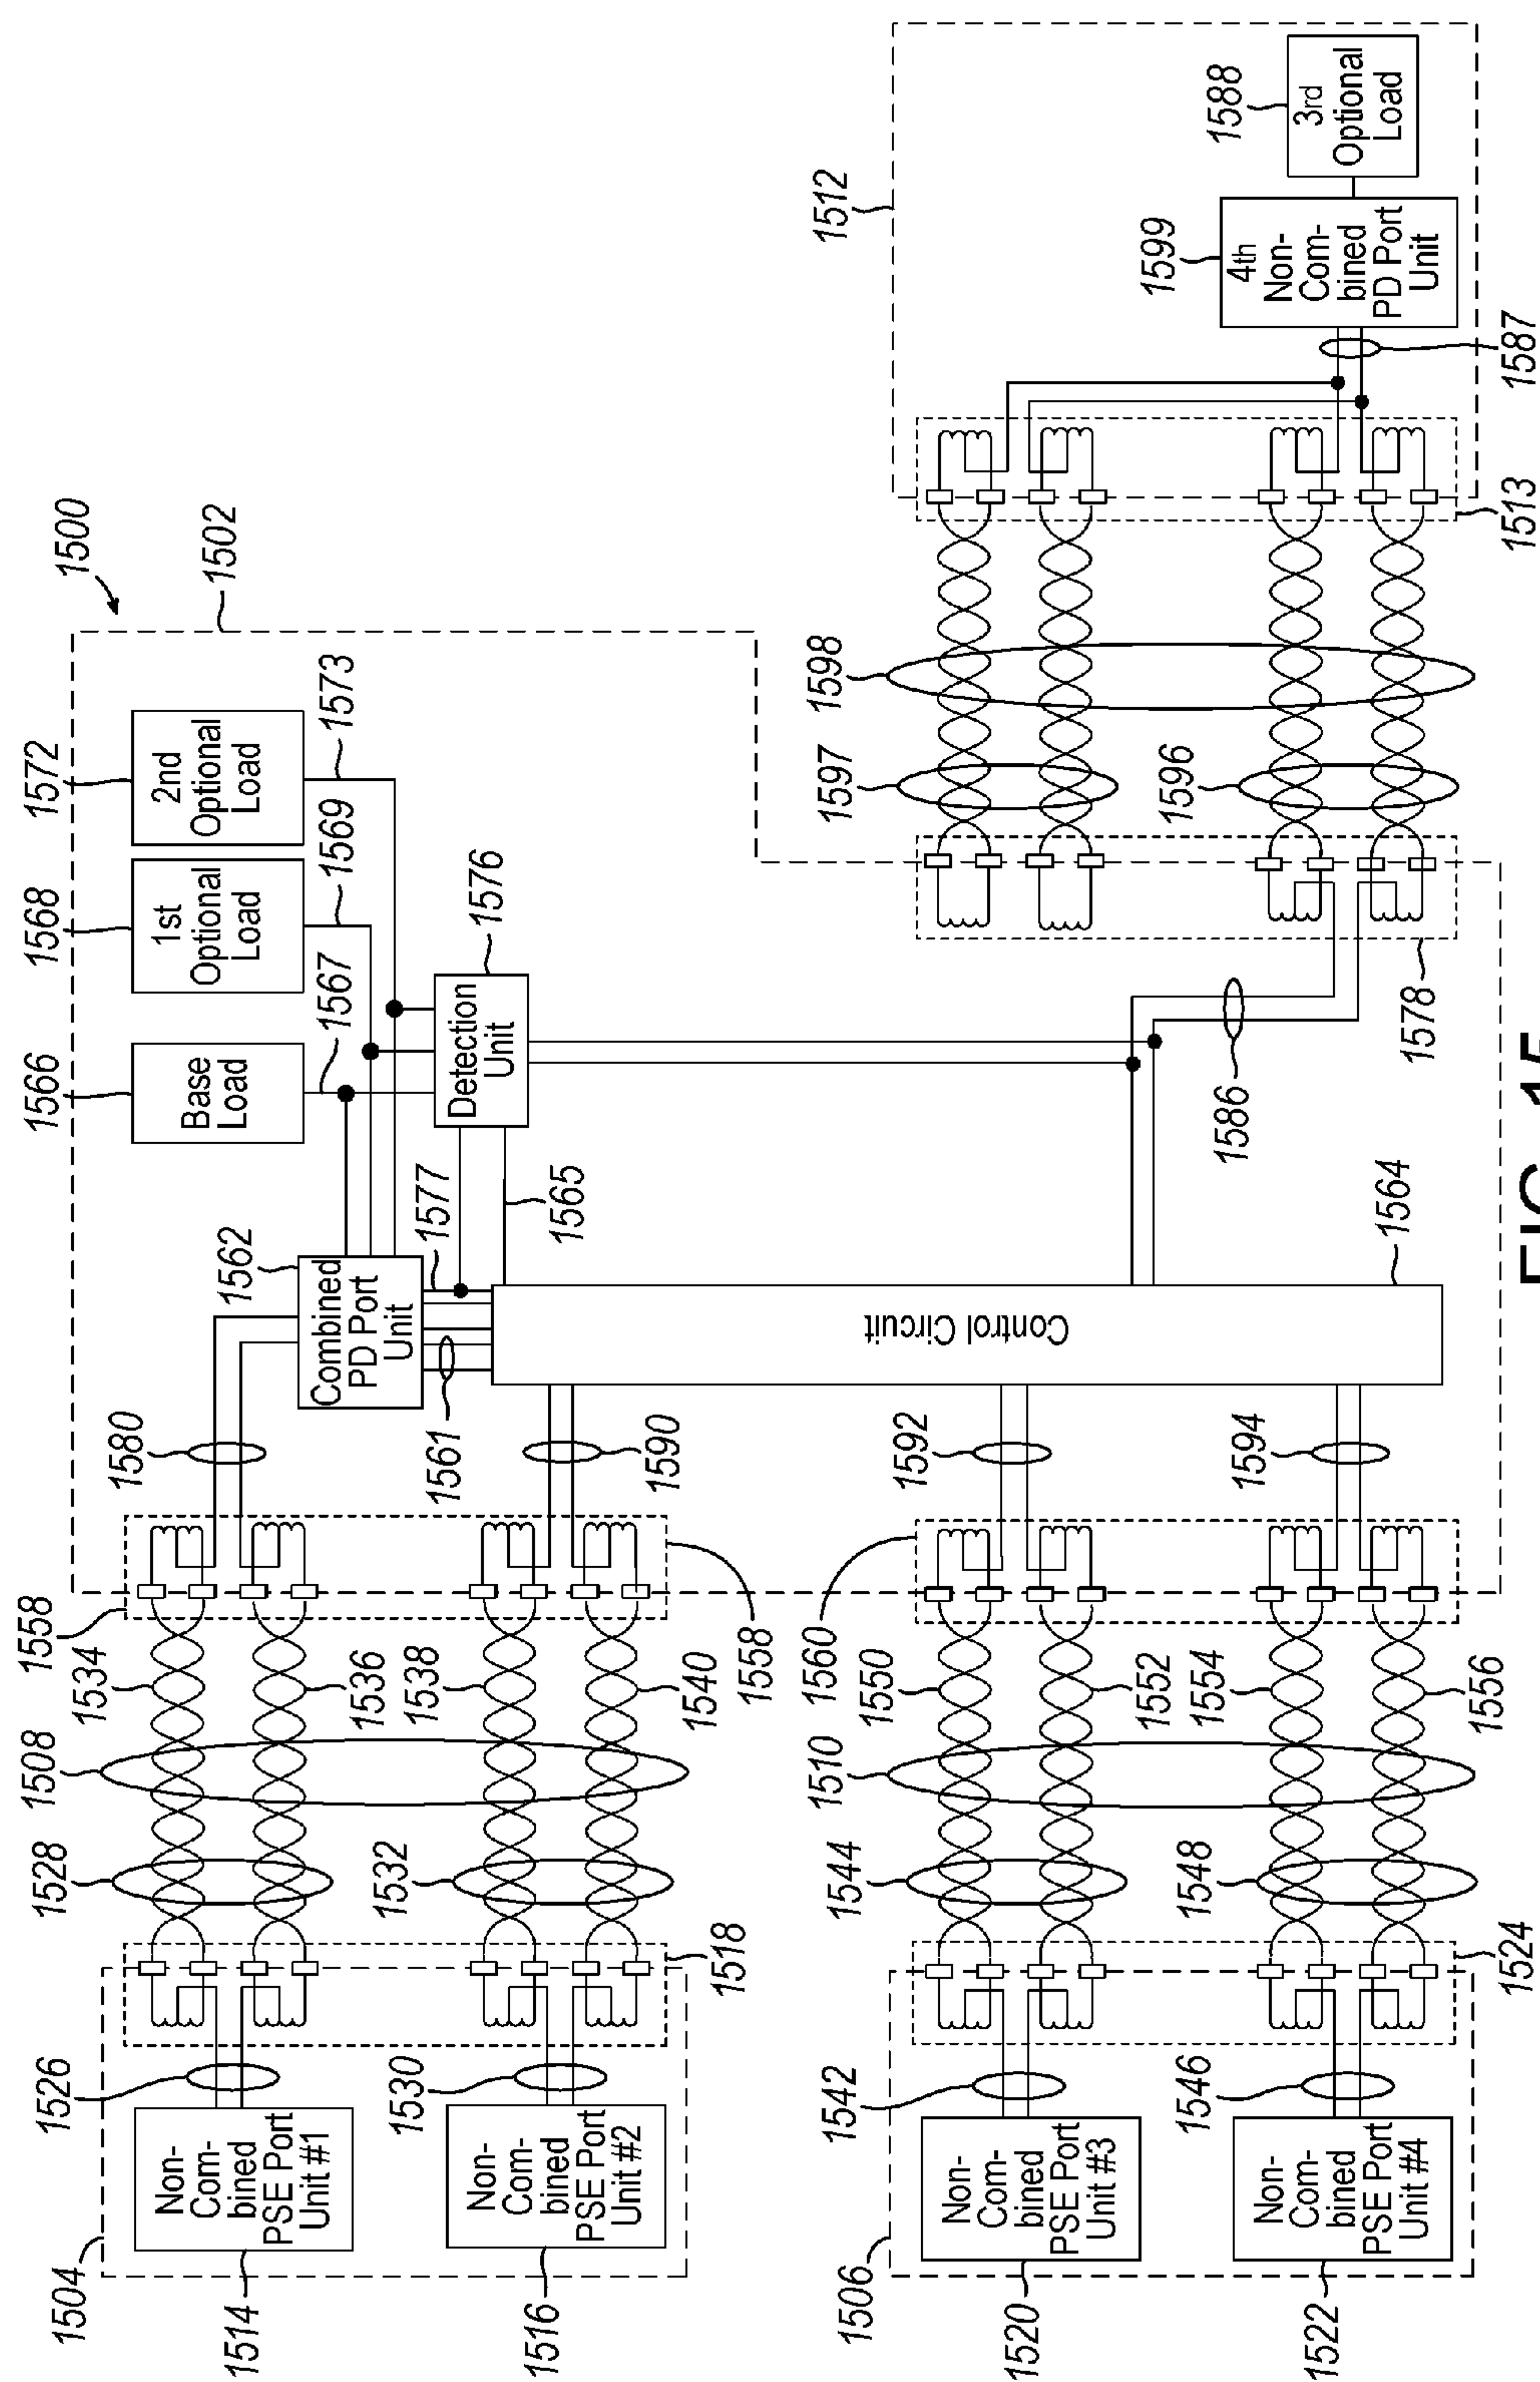 1500
1502
1504
1514
Non-
Com-
bined
PSE Port
Unit #1
1526
1528
1508
1534
1558
1580
1562
Combined
PD Port
Unit
1566
Base
Load
1567
1568
1st
Optional
Load
1569
1572
2nd
Optional
Load
1573
1516
Non-
Com-
bined
PSE Port
Unit #2
1530
1518
1532
1536
1538
1540
1558
1561
1590
1577
1565
1576
Detection
Unit
1506
1520
Non-
Com-
bined
PSE Port
Unit #3
1542
1544
1510
1550
1560
1592
Control Circuit
1564
1586
1597
1598
1512
1522
Non-
Com-
bined
PSE Port
Unit #4
1546
1524
1548
1552
1554
1556
1594
1578
1596
1513
1587
1599
4th
Non-
Com-
bined
PD Port
Unit
1588
3rd
Optional
Load